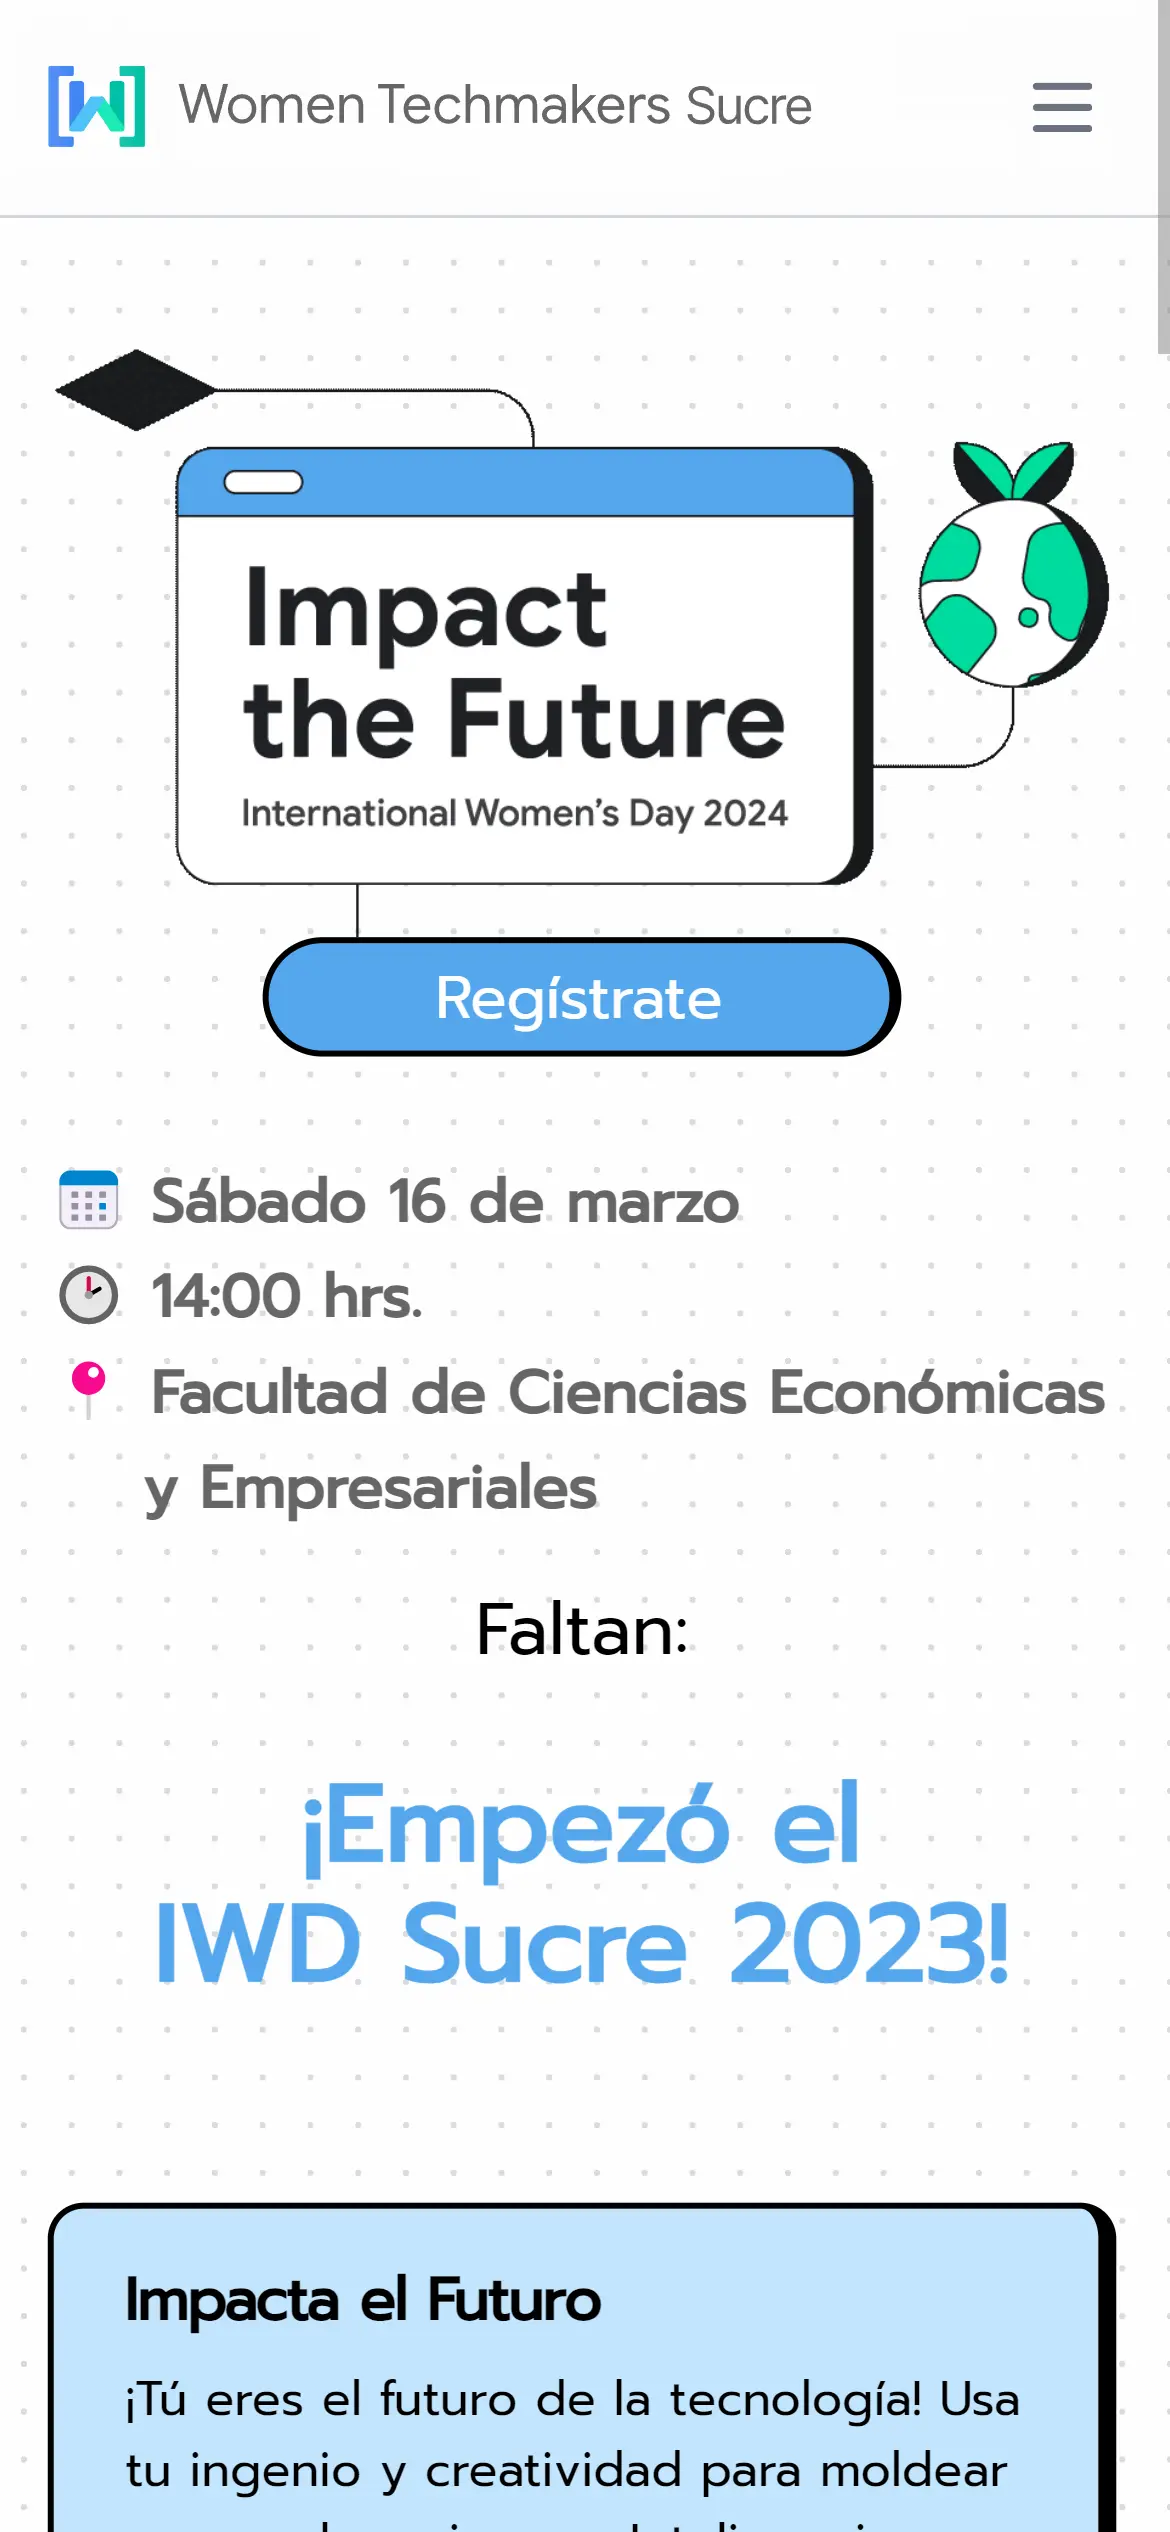 Women Techmakers Sucre
Impact
the Future
International Women's Day 2024
Regístrate
Sábado 16 de marzo
14:00 hrs.
Facultad de Ciencias Económicas
y Empresariales
Faltan:
¡Empezó el
IWD Sucre 2023!
Impacta el Futuro
¡Tú eres el futuro de la tecnología! Usa
tu ingenio y creatividad para moldear